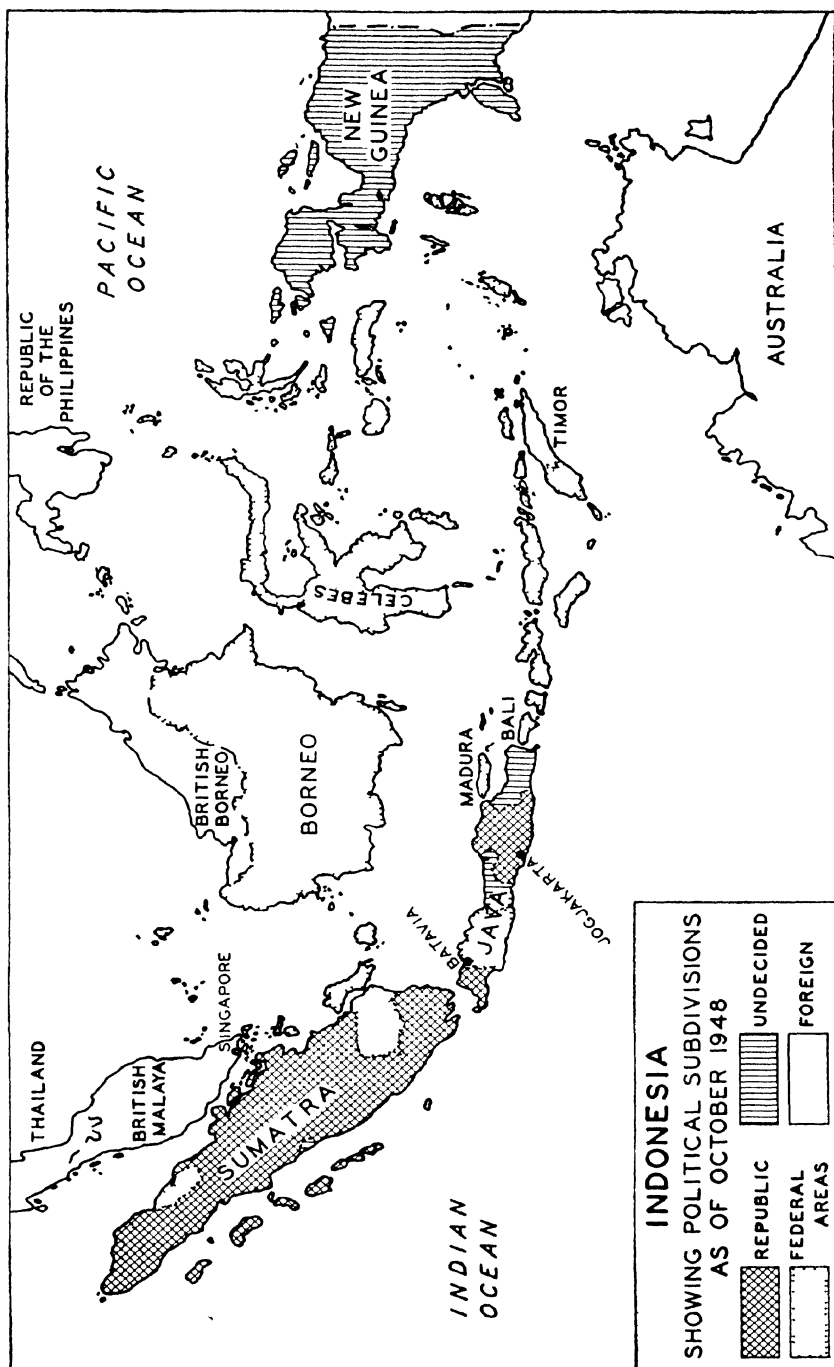 REPUBLIC
OF THE
PHILIPPINES
PACIFIC
OCEAN
NEW
GUINEA
THAILAND
BRITISH
MALAYA
SINGAPORE
BRITISH
BORNEO
BORNEO
CELEBES
SUMATRA
BATAVIA
JAVA
JOGJAKARTA
MADURA
BALI
TIMOR
AUSTRALIA
INDIAN
OCEAN
INDONESIA
SHOWING POLITICAL SUBDIVISIONS
AS OF OCTOBER 1948
REPUBLIC
UNDECIDED
FEDERAL
AREAS
FOREIGN